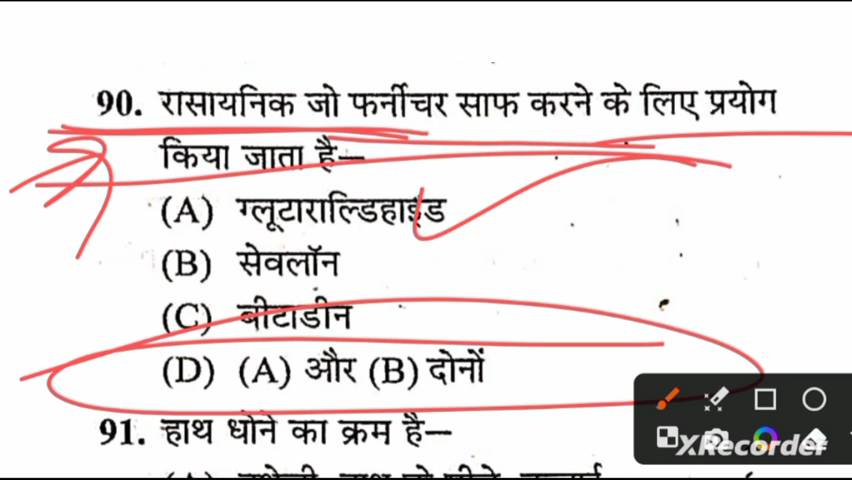 90. रासायनिक जो फर्नीचर साफ करने के लिए प्रयोग
किया जाता है—
(A) ग्लूटाराल्डिहाइड
(B) सेवलॉन
(C) बीटाडीन
(D) (A) और (B) दोनों
91. हाथ धोने का क्रम है—
XRecorder